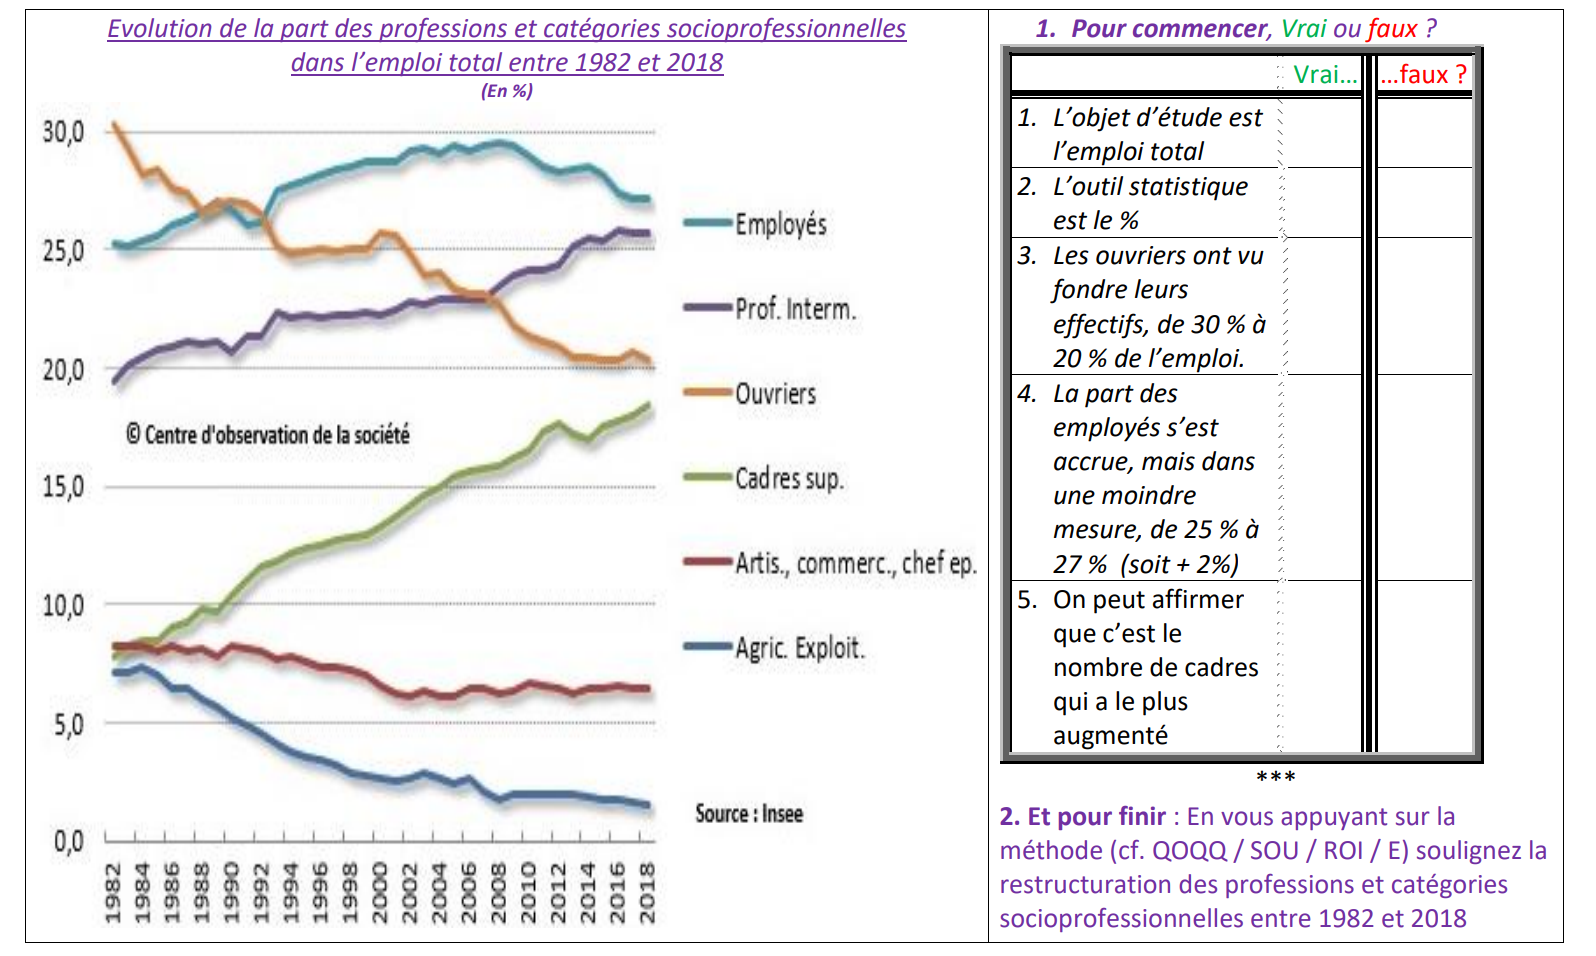 Evolution de la part des professions et catégories socioprofessionnelles
dans l’emploi total entre 1982 et 2018
(En %)
30,0
25,0
20,0
15,0
10,0
5,0
0,0
© Centre d'observation de la société
Employés
Prof. Interm.
Ouvriers
Cadres sup.
Artis., commerc., chef ep.
Agric. Exploit.
Source : Insee
1982
1984
1986
1988
1990
1992
1994
1996
1998
2000
2002
2004
2006
2008
2010
2012
2014
2016
2018
1. Pour commencer, Vrai ou faux ?
Vrai... ...faux ?
1. L’objet d’étude est
l’emploi total
2. L’outil statistique
est le %
3. Les ouvriers ont vu
fondre leurs
effectifs, de 30 % à
20 % de l’emploi.
4. La part des
employés s’est
accrue, mais dans
une moindre
mesure, de 25 % à
27 % (soit + 2%)
5. On peut affirmer
que c’est le
nombre de cadres
qui a le plus
augmenté
***
2. Et pour finir : En vous appuyant sur la
méthode (cf. QOQQ / SOU / ROI / E) soulignez la
restructuration des professions et catégories
socioprofessionnelles entre 1982 et 2018